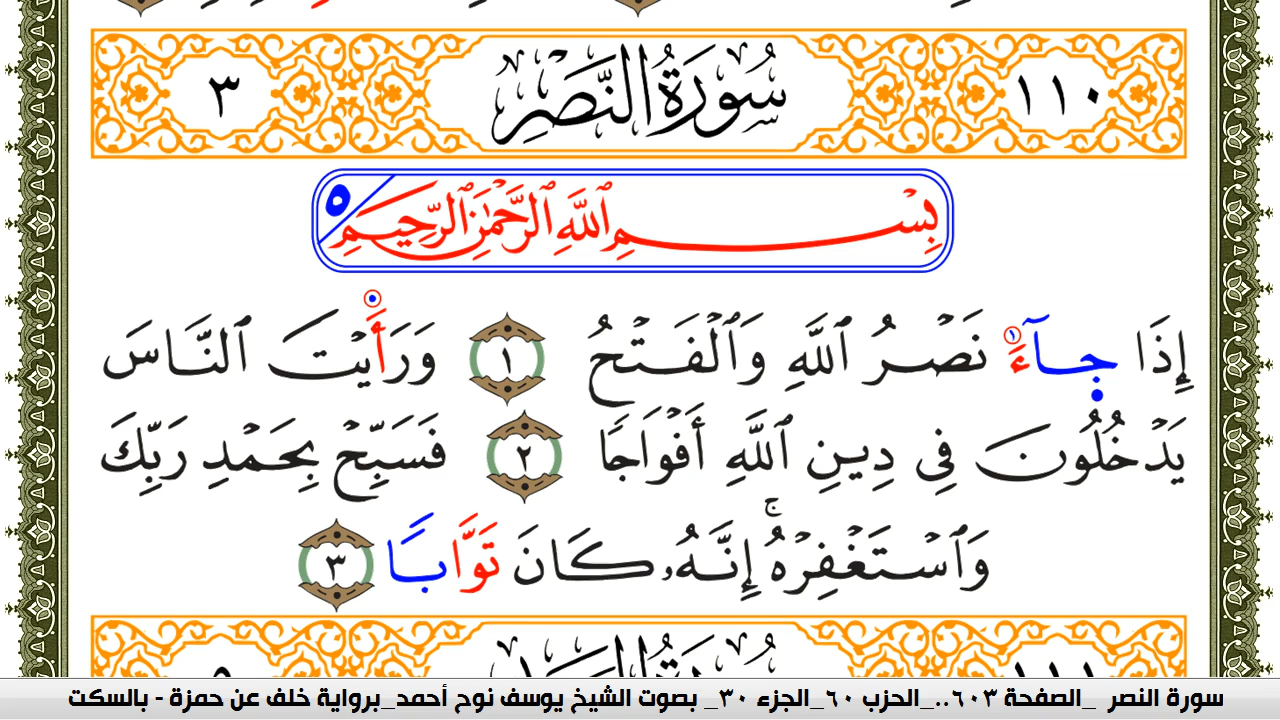 ١١٠ سُورَةُ النَّصْرِ ٣
بِسْمِ ٱللَّهِ ٱلرَّحْمَٰنِ ٱلرَّحِيمِ ٥
إِذَا جَآءَ ١ نَصْرُ ٱللَّهِ وَٱلْفَتْحُ ١ وَرَأَيْتَ ٱلنَّاسَ
يَدْخُلُونَ فِى دِينِ ٱللَّهِ أَفْوَاجًا ٢ فَسَبِّحْ بِحَمْدِ رَبِّكَ
وَٱسْتَغْفِرْهُ ۚ إِنَّهُۥ كَانَ تَوَّابًا ٣
سورة النصر _الصفحة ٦٠٣.._الحزب ٦٠_الجزء ٣٠_ بصوت الشيخ يوسف نوح أحمد_برواية خلف عن حمزة - بالسكت